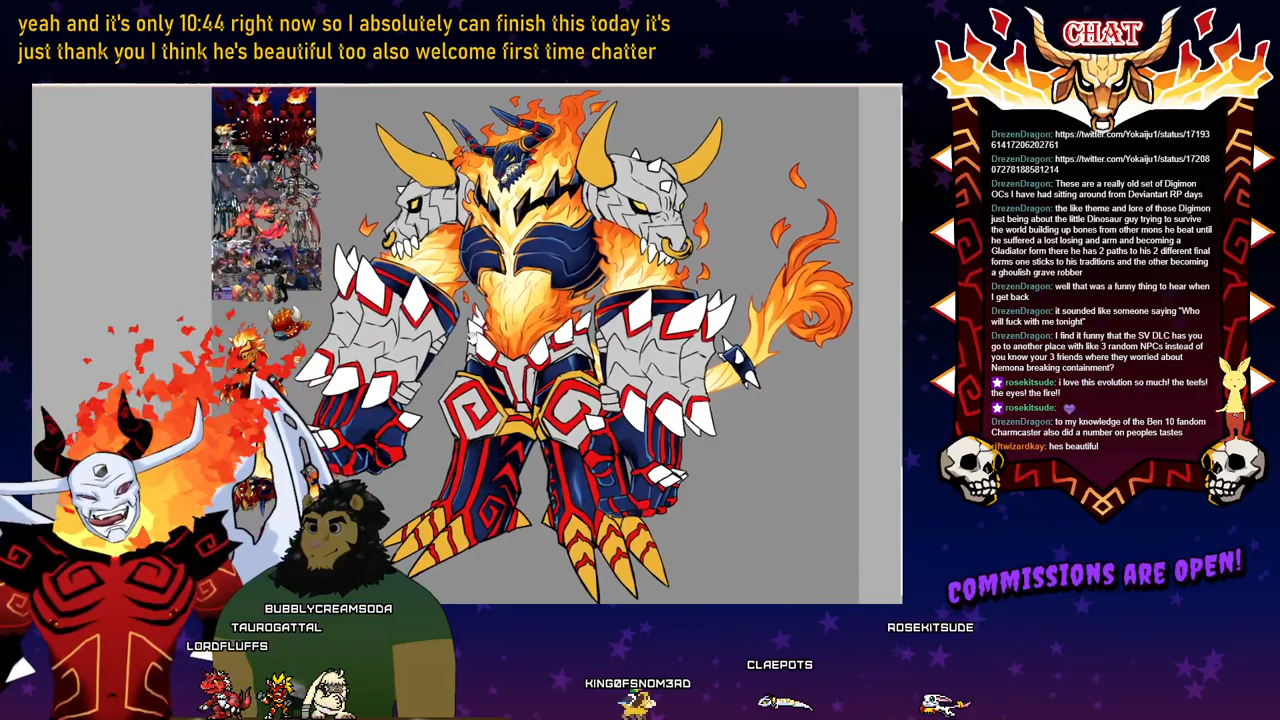 yeah and it's only 10:44 right now so I absolutely can finish this today it's
just thank you I think he's beautiful too also welcome first time chatter
CHAT
DrezenDragon: https://twitter.com/Yokaiju1/status/17193
61417206202761
DrezenDragon: https://twitter.com/Yokaiju1/status/17208
07278188581214
DrezenDragon: These are a really old set of Digimon
OCs I have had sitting around from Deviantart RP days
DrezenDragon: the like theme and lore of those Digimon
just being about the little Dinosaur guy trying to survive
the world building up bones from other mons he beat until
he suffered a lost losing and arm and becoming a
Gladiator form there he has 2 paths to his 2 different final
forms one sticks to his traditions and the other becoming
a ghoulish grave robber
DrezenDragon: well that was a funny thing to hear when
I get back
DrezenDragon: it sounded like someone saying "Who
will fuck with me tonight"
DrezenDragon: I find it funny that the SV DLC has you
go to another place with like 3 random NPCs instead of
you know your 3 friends where they worried about
Nemona breaking containment?
rosekitsude: i love this evolution so much! the teefs!
the eyes! the fire!!
rosekitsude:
DrezenDragon: to my knowledge of the Ben 10 fandom
Charmcaster also did a number on peoples tastes
riftwizardkay: hes beautiful
COMMISSIONS ARE OPEN!
BUBBLYCREAMSODA
TAUROGATTAL
LORDFLUFFS
KING0FSNOM3RD
CLAEPOTS
ROSEKITSUDE